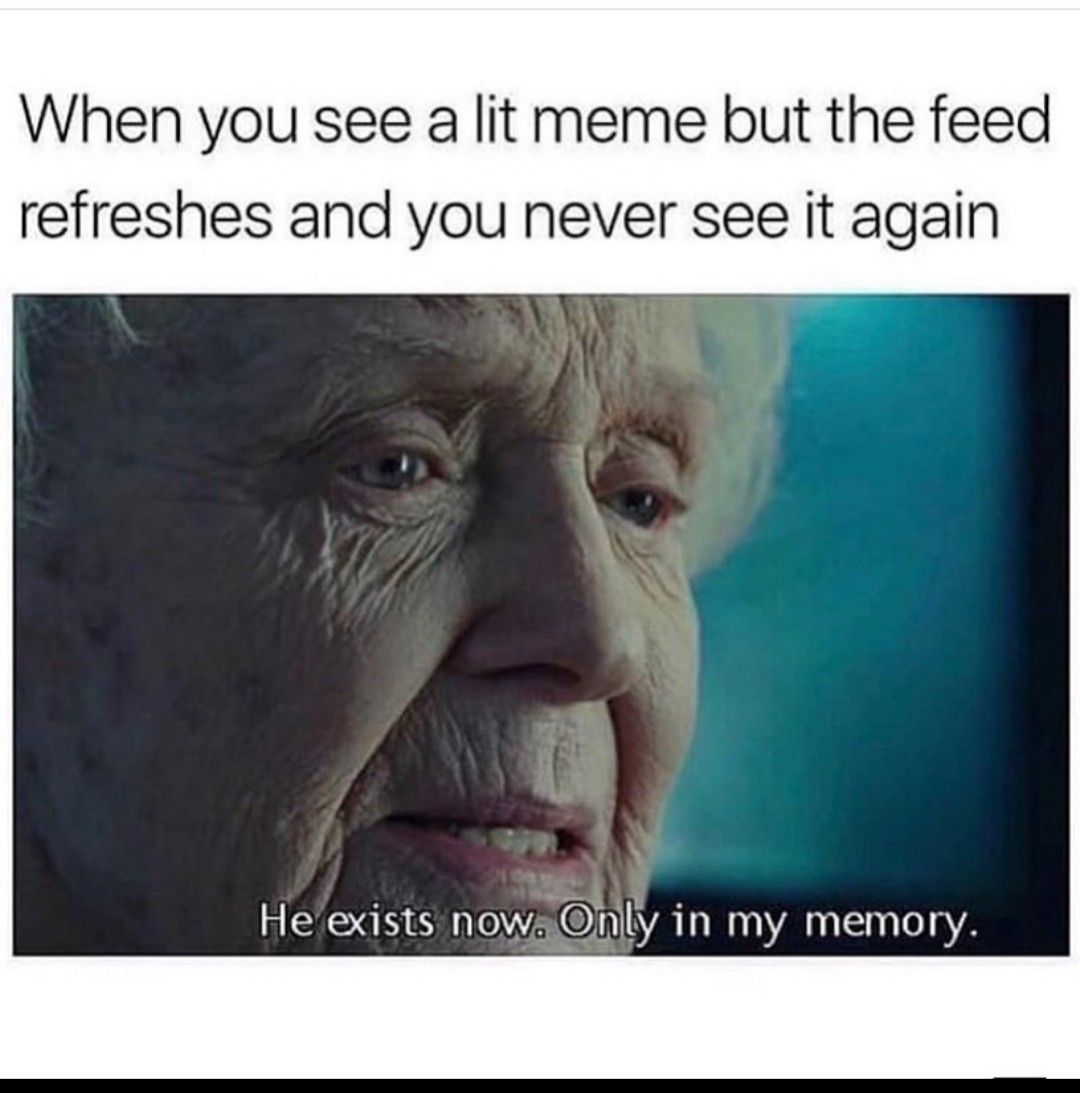 When you see a lit meme but the feed
refreshes and you never see it again
He exists now. Only in my memory.